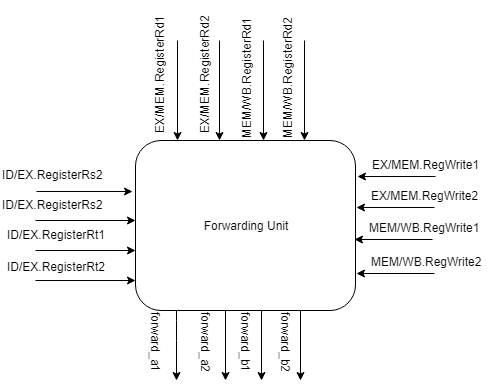 EX/MEM.RegisterRd1
EX/MEM.RegisterRd2
MEM/WB.RegisterRd1
MEM/WB.RegisterRd2
ID/EX.RegisterRs2
ID/EX.RegisterRs2
ID/EX.RegisterRt1
ID/EX.RegisterRt2
Forwarding Unit
EX/MEM.RegWrite1
EX/MEM.RegWrite2
MEM/WB.RegWrite1
MEM/WB.RegWrite2
forward_a1
forward_a2
forward_b1
forward_b2